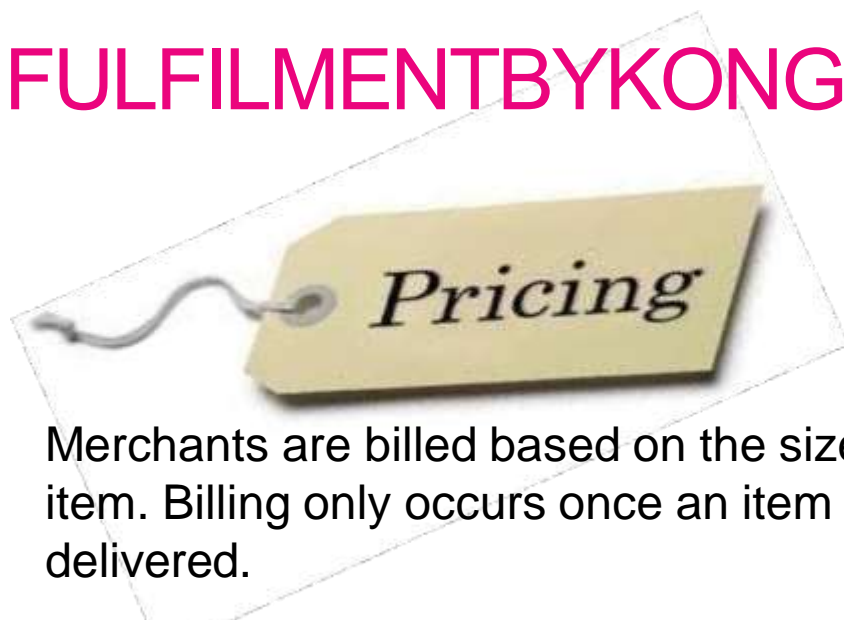 FULFILMENTBYKONG
Pricing
Merchants are billed based on the size
item. Billing only occurs once an item
delivered.